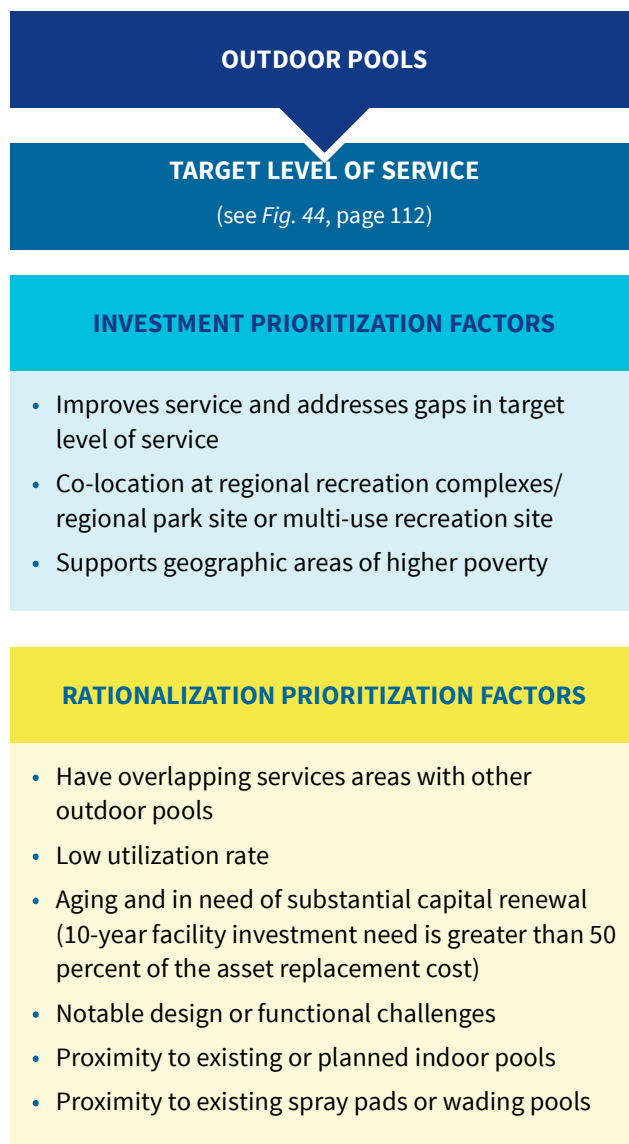 OUTDOOR POOLS
TARGET LEVEL OF SERVICE
(see Fig. 44, page 112)
INVESTMENT PRIORITIZATION FACTORS
• Improves service and addresses gaps in target
level of service
• Co-location at regional recreation complexes/
regional park site or multi-use recreation site
• Supports geographic areas of higher poverty
RATIONALIZATION PRIORITIZATION FACTORS
• Have overlapping services areas with other
outdoor pools
• Low utilization rate
• Aging and in need of substantial capital renewal
(10-year facility investment need is greater than 50
percent of the asset replacement cost)
• Notable design or functional challenges
• Proximity to existing or planned indoor pools
• Proximity to existing spray pads or wading pools